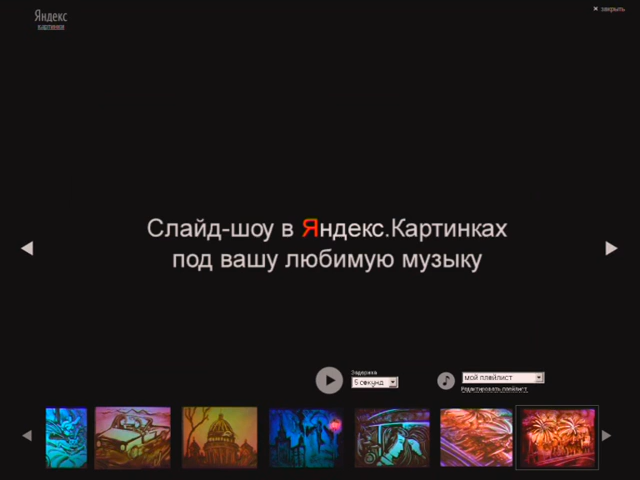 Яндекс
картинки
× закрыть
Слайд-шоу в Яндекс.Картинках
под вашу любимую музыку
Задержка
5 секунд
мой плейлист
Редактировать плейлист